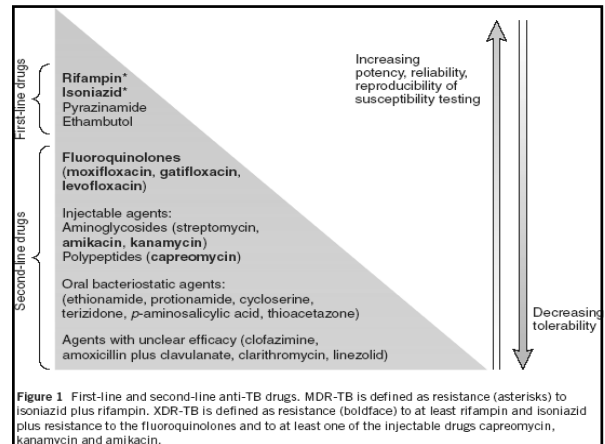 First-line drugs
Rifampin*
Isoniazid*
Pyrazinamide
Ethambutol
Second-line drugs
Fluoroquinolones
(moxifloxacin, gatifloxacin,
levofloxacin)
Injectable agents:
Aminoglycosides (streptomycin,
amikacin, kanamycin)
Polypeptides (capreomycin)
Oral bacteriostatic agents:
(ethionamide, protionamide, cycloserine,
terizidone, p-aminosalicylic acid, thioacetazone)
Agents with unclear efficacy (clofazimine,
amoxicillin plus clavulanate, clarithromycin, linezolid)
Increasing
potency, reliability,
reproducibility of
susceptibility testing
Decreasing
tolerability
Figure 1 First-line and second-line anti-TB drugs. MDR-TB is defined as resistance (asterisks) to
isoniazid plus rifampin. XDR-TB is defined as resistance (boldface) to at least rifampin and isoniazid
plus resistance to the fluoroquinolones and to at least one of the injectable drugs capreomycin,
kanamycin and amikacin.